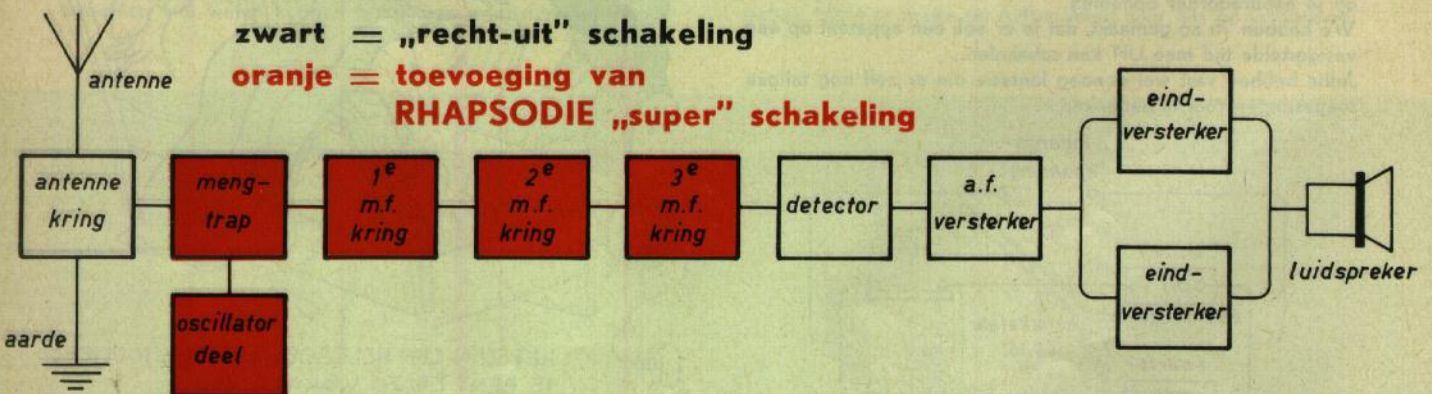 zwart = „recht-uit” schakeling
oranje = toevoeging van
RHAPSODIE „super” schakeling
antenne
antenne
kring
meng-
trap
1e
m.f.
kring
2e
m.f.
kring
3e
m.f.
kring
detector
a.f.
versterker
eind-
versterker
eind-
versterker
luidspreker
oscillator
deel
aarde